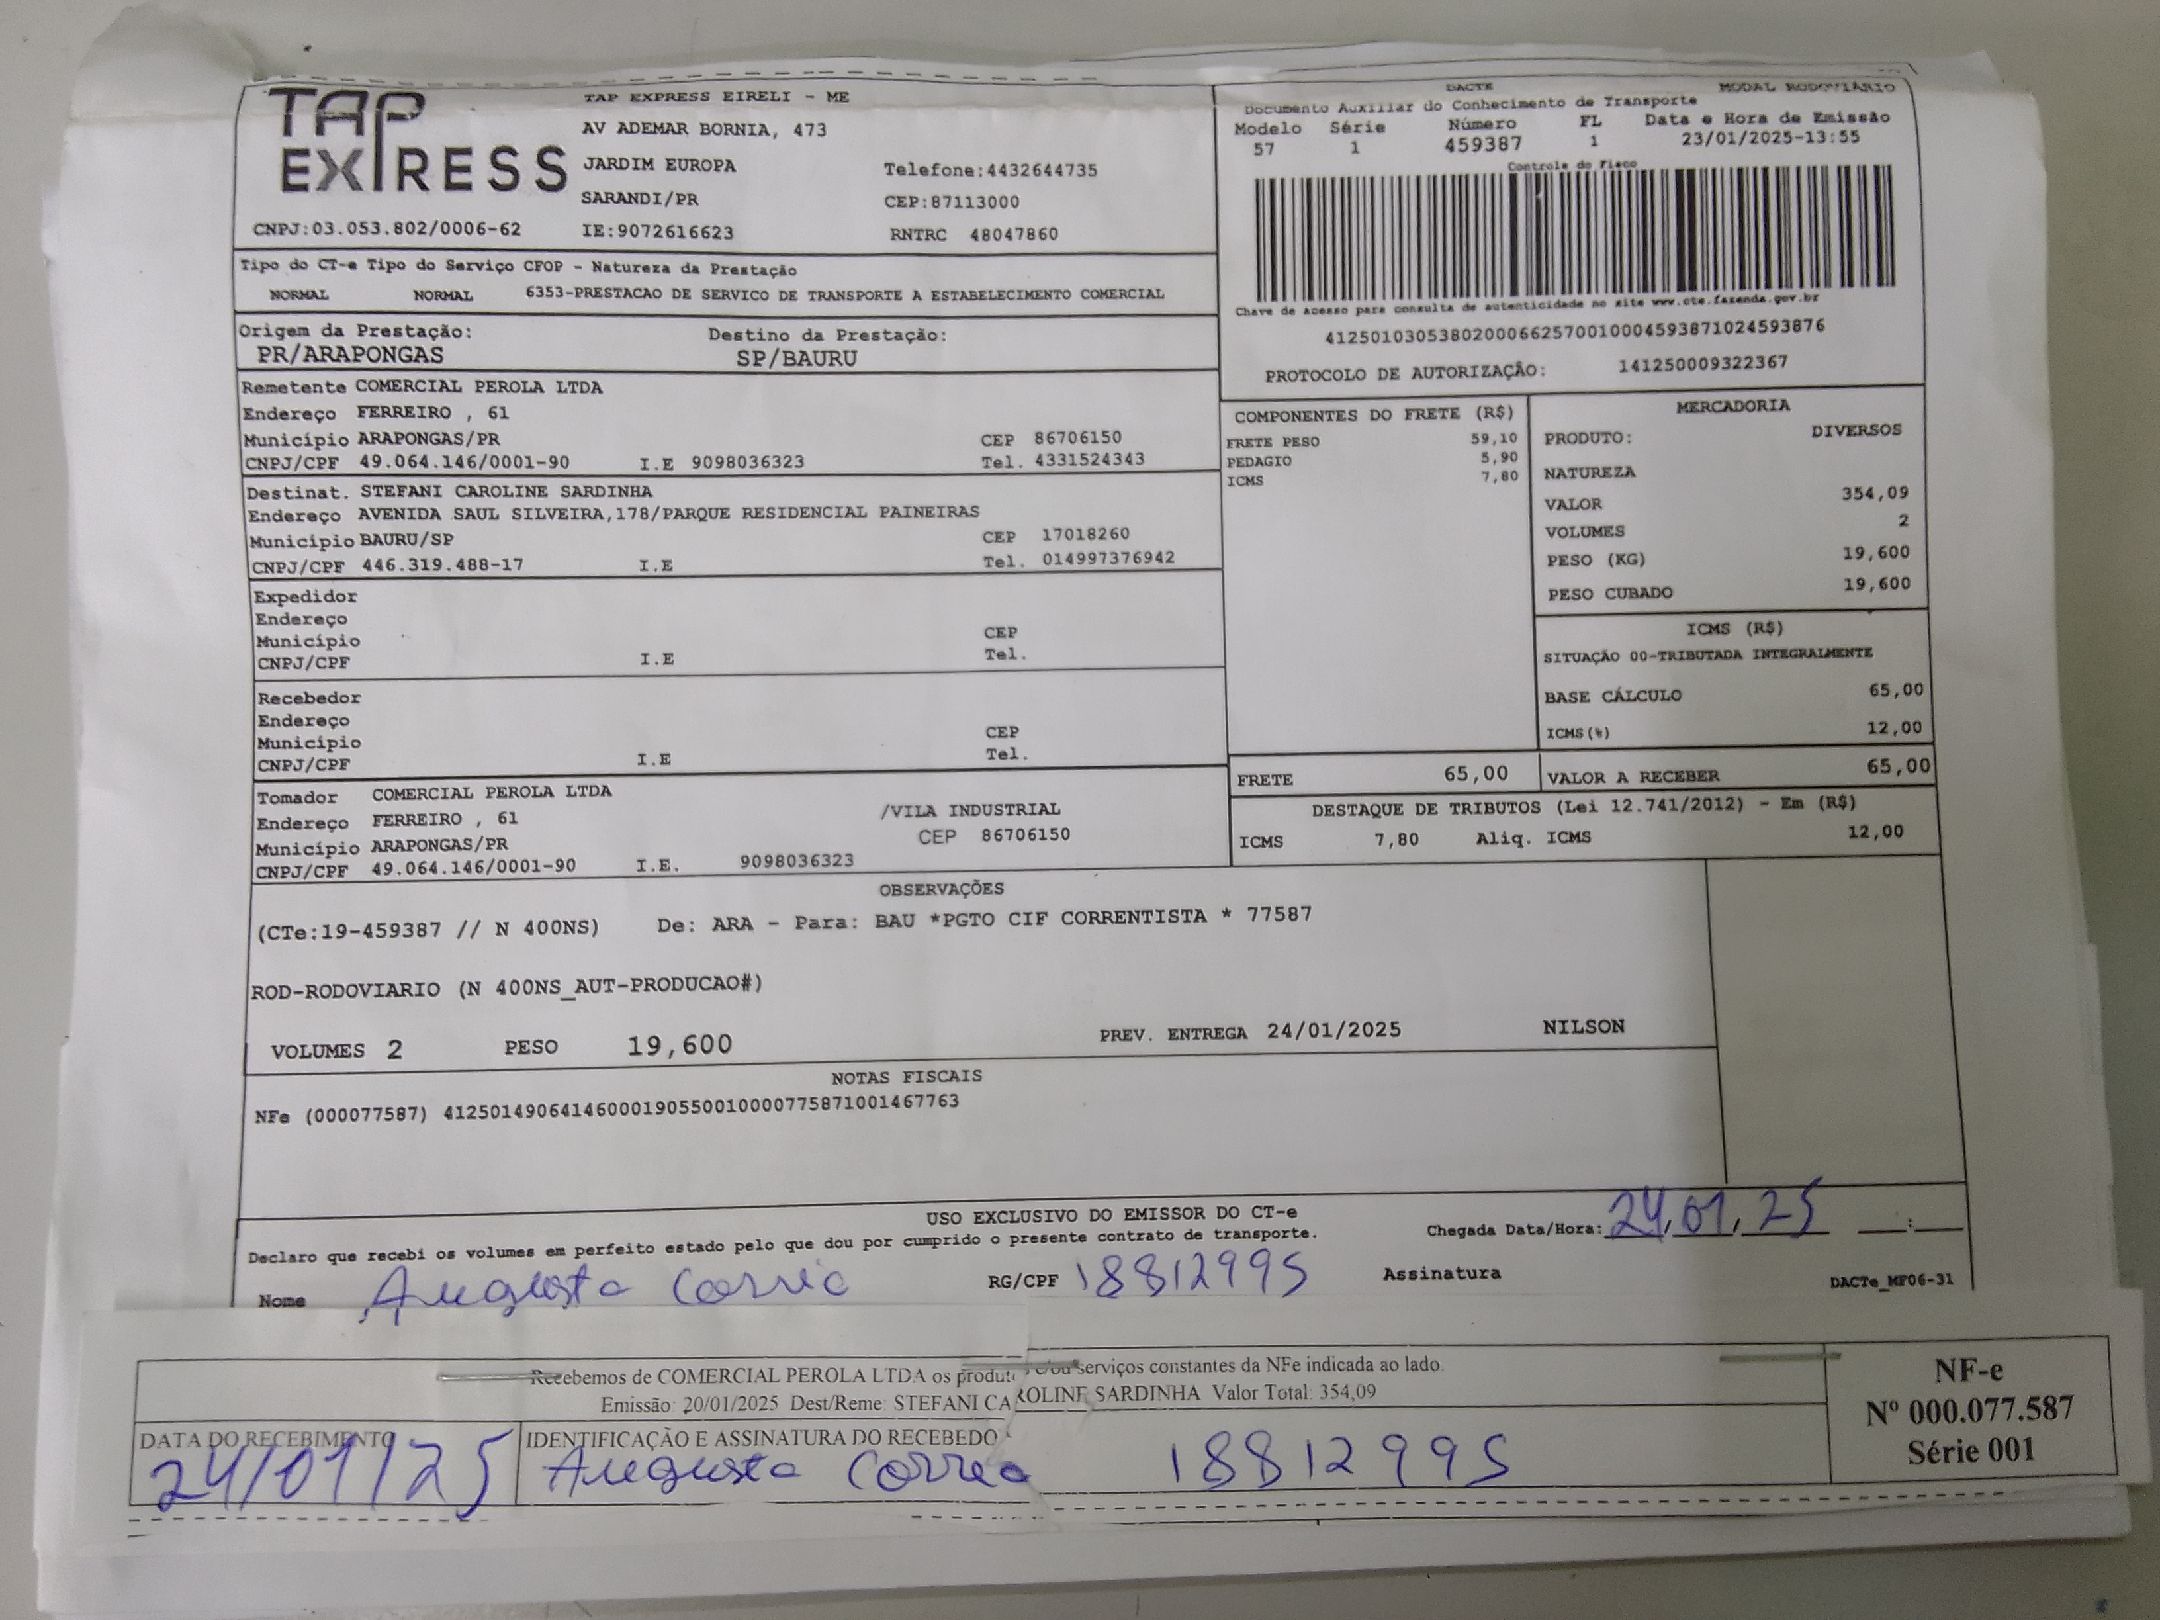 TAP EXPRESS
TAP EXPRESS EIRELI - ME
AV ADEMAR BORNIA, 473
JARDIM EUROPA Telefone:4432644735
SARANDI/PR CEP:87113000
CNPJ:03.053.802/0006-62 IE:9072616623 RNTRC 48047860
DACTE MODAL RODOVIÁRIO
Documento Auxiliar do Conhecimento de Transporte
Modelo Série Número FL Data e Hora de Emissão
57 1 459387 1 23/01/2025-13:55
Controle do Fisco
Chave de acesso para consulta de autenticidade no site www.cte.fazenda.gov.br
41250103053802000662570010004593871024593876
PROTOCOLO DE AUTORIZAÇÃO: 141250009322367
Tipo do CT-e Tipo do Serviço CFOP - Natureza da Prestação
NORMAL NORMAL 6353-PRESTACAO DE SERVICO DE TRANSPORTE A ESTABELECIMENTO COMERCIAL
Origem da Prestação: Destino da Prestação:
PR/ARAPONGAS SP/BAURU
Remetente COMERCIAL PEROLA LTDA
Endereço FERREIRO , 61
Município ARAPONGAS/PR CEP 86706150
CNPJ/CPF 49.064.146/0001-90 I.E 9098036323 Tel. 4331524343
Destinat. STEFANI CAROLINE SARDINHA
Endereço AVENIDA SAUL SILVEIRA,178/PARQUE RESIDENCIAL PAINEIRAS
Município BAURU/SP CEP 17018260
CNPJ/CPF 446.319.488-17 I.E Tel. 014997376942
Expedidor
Endereço
Município CEP
CNPJ/CPF I.E Tel.
Recebedor
Endereço
Município CEP
CNPJ/CPF I.E Tel.
Tomador COMERCIAL PEROLA LTDA
Endereço FERREIRO , 61 /VILA INDUSTRIAL
Município ARAPONGAS/PR CEP 86706150
CNPJ/CPF 49.064.146/0001-90 I.E. 9098036323
COMPONENTES DO FRETE (R$)
FRETE PESO 59,10
PEDAGIO 5,90
ICMS 7,80
MERCADORIA
PRODUTO: DIVERSOS
NATUREZA
VALOR 354,09
VOLUMES 2
PESO (KG) 19,600
PESO CUBADO 19,600
ICMS (R$)
SITUAÇÃO 00-TRIBUTADA INTEGRALMENTE
BASE CÁLCULO 65,00
ICMS(%) 12,00
FRETE 65,00 VALOR A RECEBER 65,00
DESTAQUE DE TRIBUTOS (Lei 12.741/2012) - Em (R$)
ICMS 7,80 Aliq. ICMS 12,00
OBSERVAÇÕES
(CTe:19-459387 // N 400NS) De: ARA - Para: BAU *PGTO CIF CORRENTISTA * 77587
ROD-RODOVIARIO (N 400NS_AUT-PRODUCAO#)
VOLUMES 2 PESO 19,600 PREV. ENTREGA 24/01/2025 NILSON
NOTAS FISCAIS
NFe (000077587) 41250149064146000190550010000775871001467763
USO EXCLUSIVO DO EMISSOR DO CT-e
Declaro que recebi os volumes em perfeito estado pelo que dou por cumprido o presente contrato de transporte.
Chegada Data/Hora: 24,01,25 __:__
Nome Augusta Correia RG/CPF 18812995 Assinatura DACTe_MF06-31
Recebemos de COMERCIAL PEROLA LTDA os produt e/ou serviços constantes da NFe indicada ao lado.
Emissão: 20/01/2025 Dest/Reme: STEFANI CAROLINE SARDINHA Valor Total: 354,09
DATA DO RECEBIMENTO IDENTIFICAÇÃO E ASSINATURA DO RECEBEDO
24/01/25 Augusta Correa 18812995
NF-e
Nº 000.077.587
Série 001